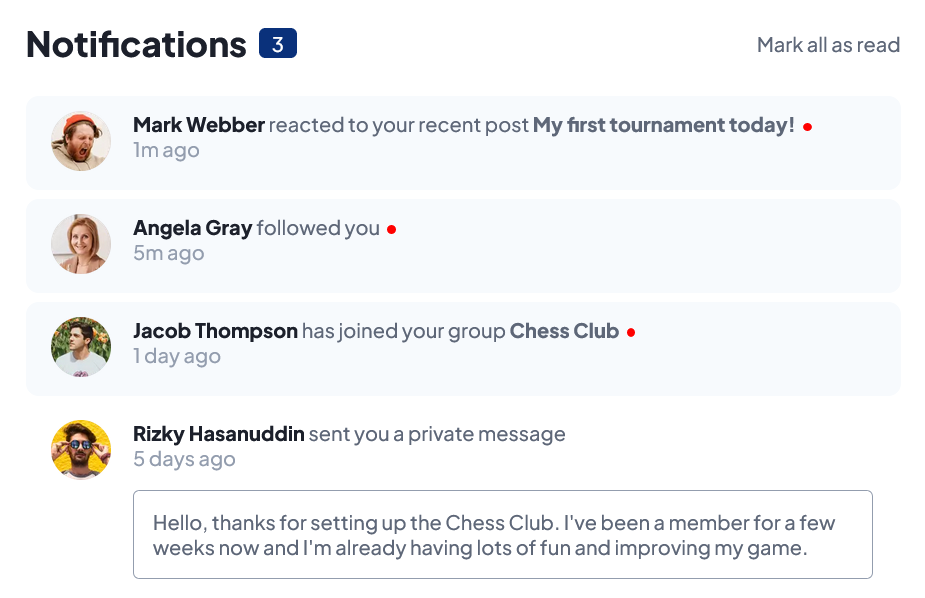 Notifications 3 Mark all as read
Mark Webber reacted to your recent post My first tournament today!
1m ago
Angela Gray followed you
5m ago
Jacob Thompson has joined your group Chess Club
1 day ago
Rizky Hasanuddin sent you a private message
5 days ago
Hello, thanks for setting up the Chess Club. I've been a member for a few
weeks now and I'm already having lots of fun and improving my game.